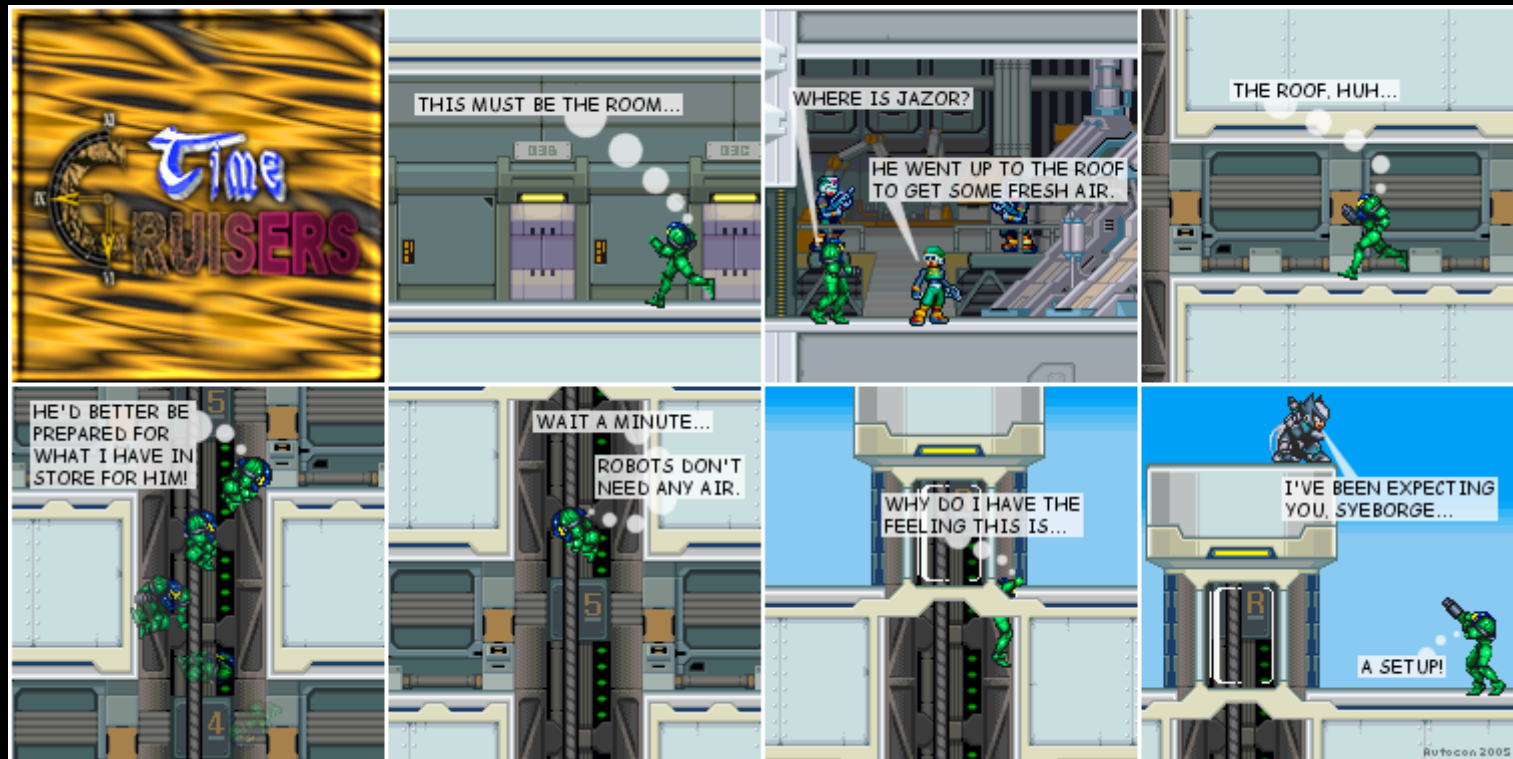 Time
CRUISERS
THIS MUST BE THE ROOM...
03B
03C
WHERE IS JAZOR?
HE WENT UP TO THE ROOF
TO GET SOME FRESH AIR.
THE ROOF, HUH...
5
HE'D BETTER BE
PREPARED FOR
WHAT I HAVE IN
STORE FOR HIM!
4
WAIT A MINUTE...
ROBOTS DON'T
NEED ANY AIR.
5
WHY DO I HAVE THE
FEELING THIS IS...
I'VE BEEN EXPECTING
YOU, SYEBORGE...
R
A SETUP!
Autocon 2005